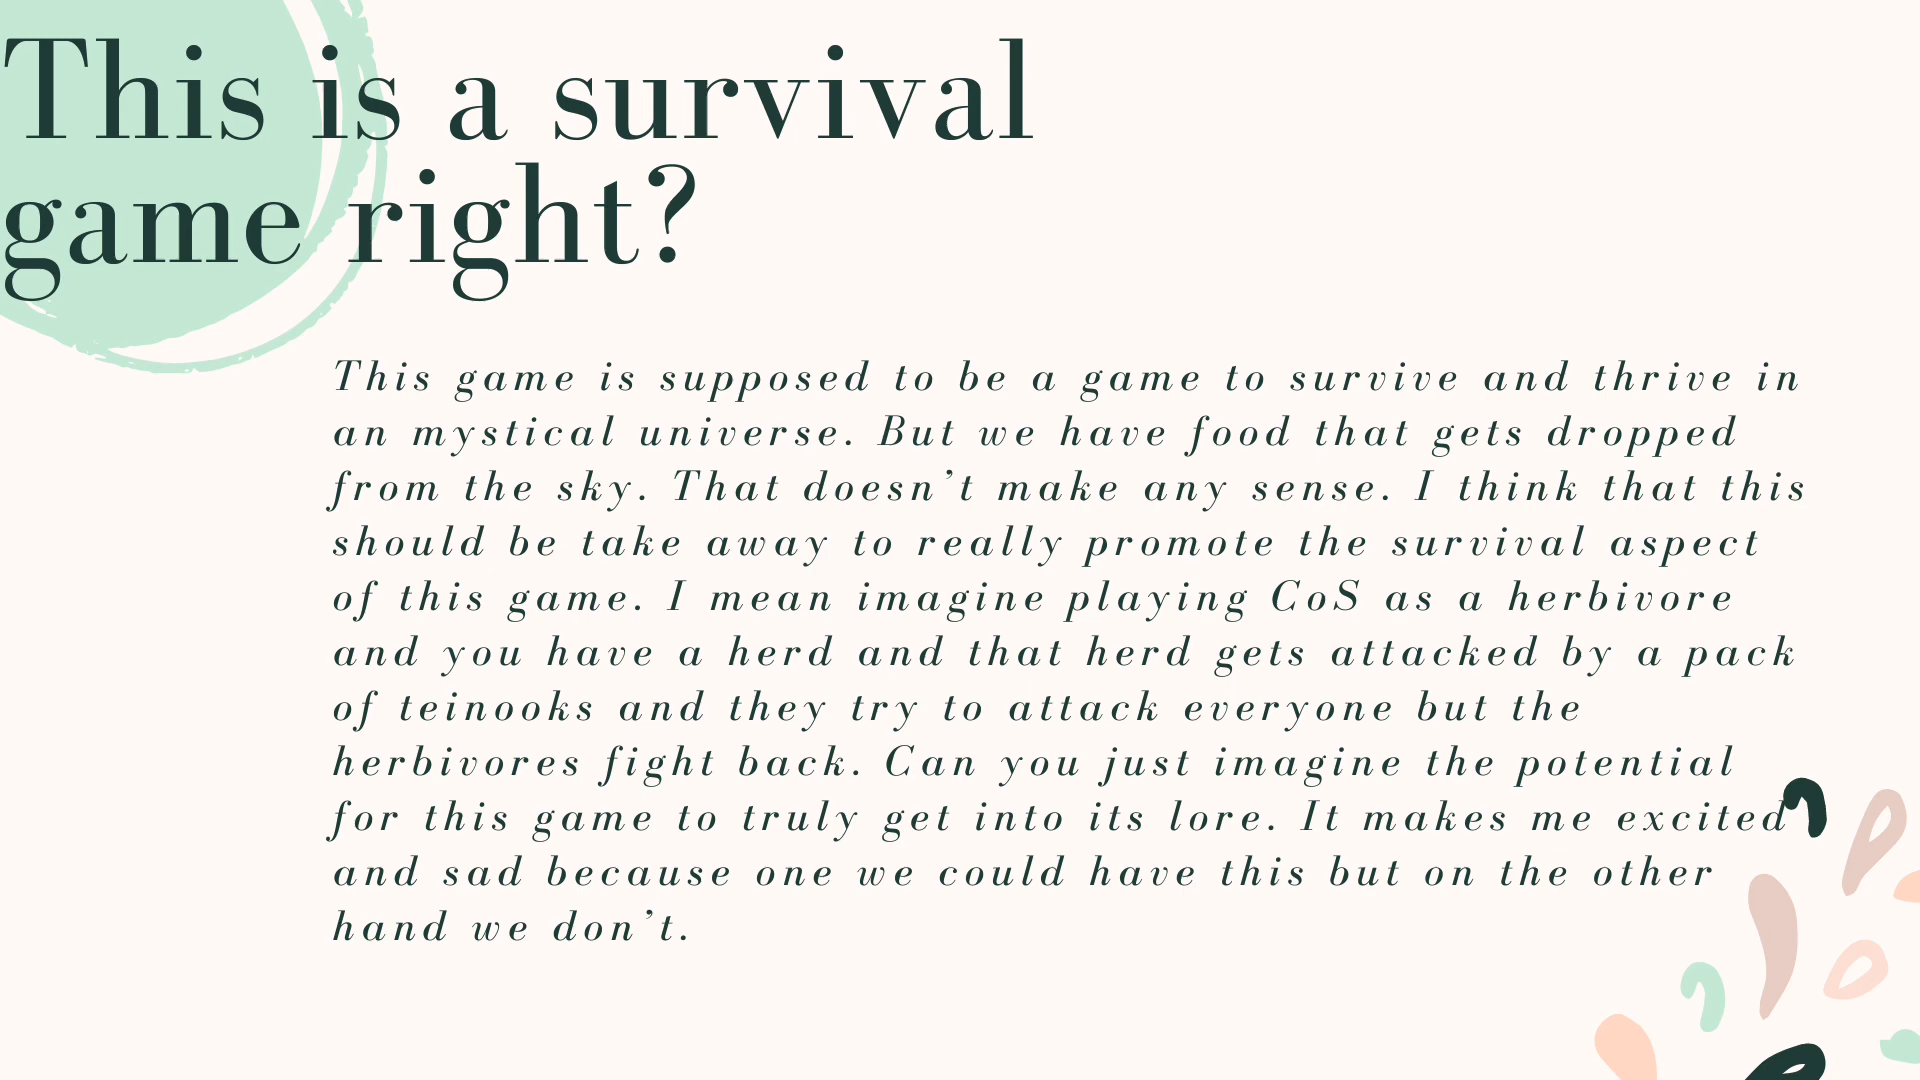 This is a survival
game right?
This game is supposed to be a game to survive and thrive in
an mystical universe. But we have food that gets dropped
from the sky. That doesn’t make any sense. I think that this
should be take away to really promote the survival aspect
of this game. I mean imagine playing CoS as a herbivore
and you have a herd and that herd gets attacked by a pack
of teinooks and they try to attack everyone but the
herbivores fight back. Can you just imagine the potential
for this game to truly get into its lore. It makes me excited
and sad because one we could have this but on the other
hand we don’t.